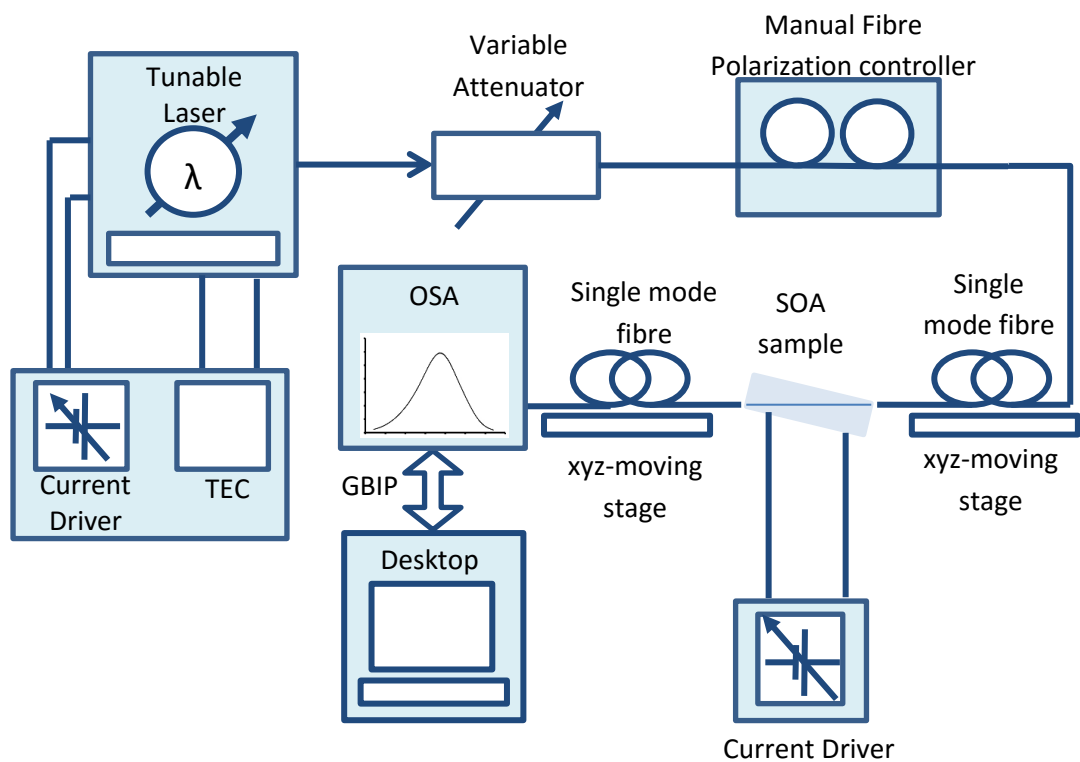 Tunable
Laser
λ
Variable
Attenuator
Manual Fibre
Polarization controller
OSA
Single mode
fibre
SOA
sample
Single
mode fibre
Current
Driver
TEC
GBIP
xyz-moving
stage
xyz-moving
stage
Desktop
Current Driver